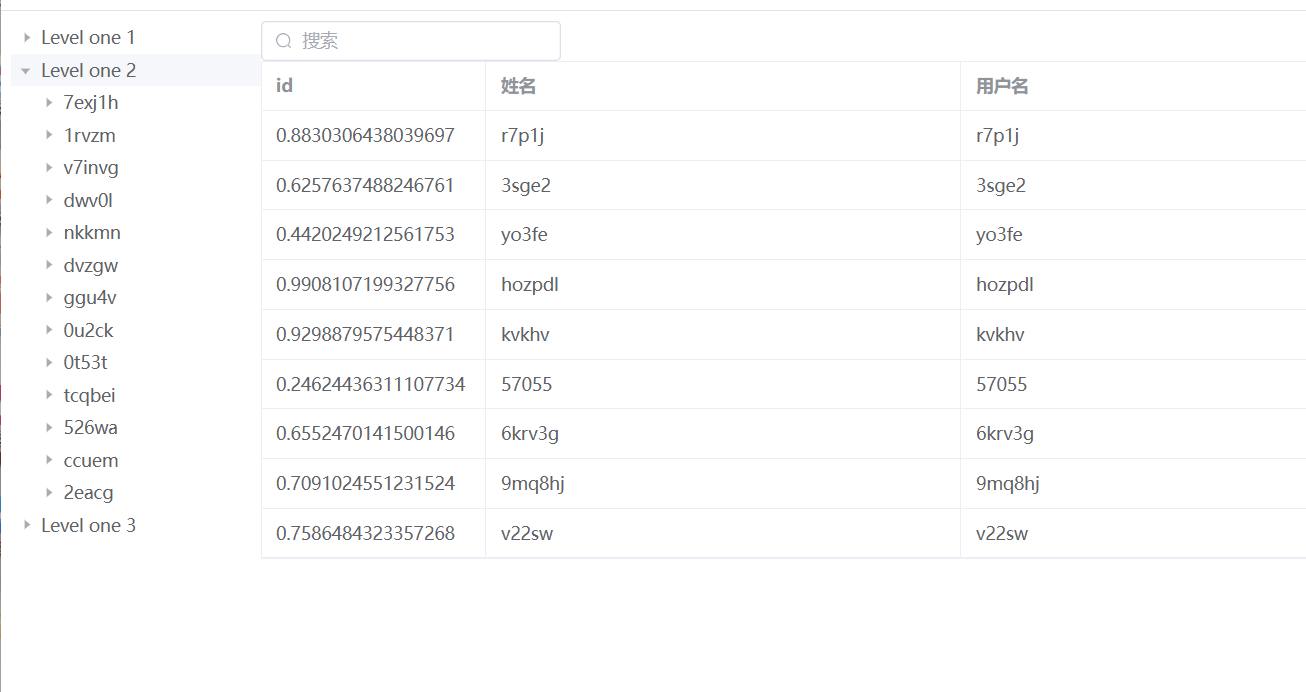 Level one 1
Level one 2
7exj1h
1rvzm
v7invg
dwv0l
nkkmn
dvzgw
ggu4v
0u2ck
0t53t
tcqbei
526wa
ccuem
2eacg
Level one 3
搜索
id 姓名 用户名
0.8830306438039697 r7p1j r7p1j
0.6257637488246761 3sge2 3sge2
0.4420249212561753 yo3fe yo3fe
0.9908107199327756 hozpdl hozpdl
0.9298879575448371 kvkhv kvkhv
0.24624436311107734 57055 57055
0.6552470141500146 6krv3g 6krv3g
0.7091024551231524 9mq8hj 9mq8hj
0.7586484323357268 v22sw v22sw